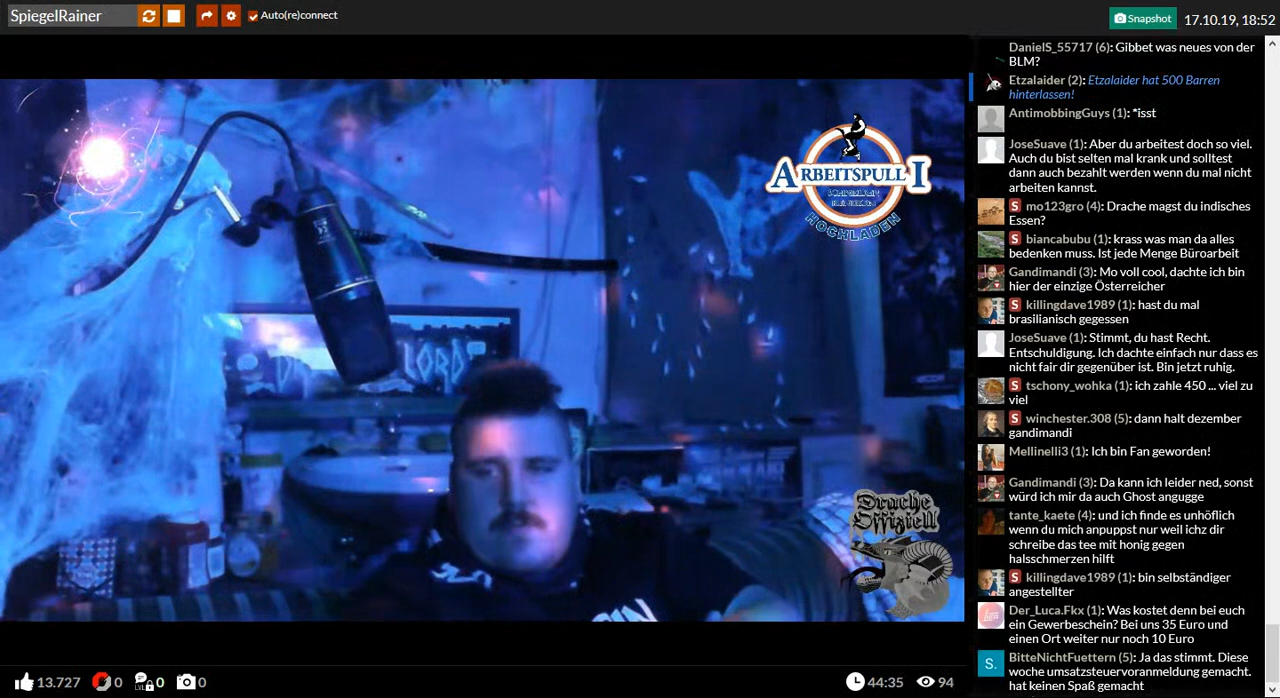 SpiegelRainer
Auto(re)connect
Snapshot
17.10.19, 18:52
ARBEITSPULLI
HOCHLADEN
LORD
Drache
Offiziell
DanielS_55717 (6): Gibbet was neues von der
BLM?
Etzalaider (2): Etzalaider hat 500 Barren
hinterlassen!
AntimobbingGuys (1): *isst
JoseSuave (1): Aber du arbeitest doch so viel.
Auch du bist selten mal krank und solltest
dann auch bezahlt werden wenn du mal nicht
arbeiten kannst.
S mo123gro (4): Drache magst du indisches
Essen?
S biancabubu (1): krass was man da alles
bedenken muss. Ist jede Menge Büroarbeit
Gandimandi (3): Mo voll cool, dachte ich bin
hier der einzige Österreicher
S killingdave1989 (1): hast du mal
brasilianisch gegessen
JoseSuave (1): Stimmt, du hast Recht.
Entschuldigung. Ich dachte einfach nur dass es
nicht fair dir gegenüber ist. Bin jetzt ruhig.
S tschony_wohka (1): ich zahle 450 ... viel zu
viel
S winchester.308 (5): dann halt dezember
gandimandi
Mellinelli3 (1): Ich bin Fan geworden!
Gandimandi (3): Da kann ich leider ned, sonst
würd ich mir da auch Ghost angugge
tante_kaete (4): und ich finde es unhöflich
wenn du mich anpuppst nur weil ichz dir
schreibe das tee mit honig gegen
halsschmerzen hilft
S killingdave1989 (1): bin selbständiger
angestellter
Der_Luca.Fkx (1): Was kostet denn bei euch
ein Gewerbeschein? Bei uns 35 Euro und
einen Ort weiter nur noch 10 Euro
S. BitteNichtFuettern (5): Ja das stimmt. Diese
woche umsatzsteuervoranmeldung gemacht.
hat keinen Spaß gemacht
13.727
0
LVL
0
0
44:35
94